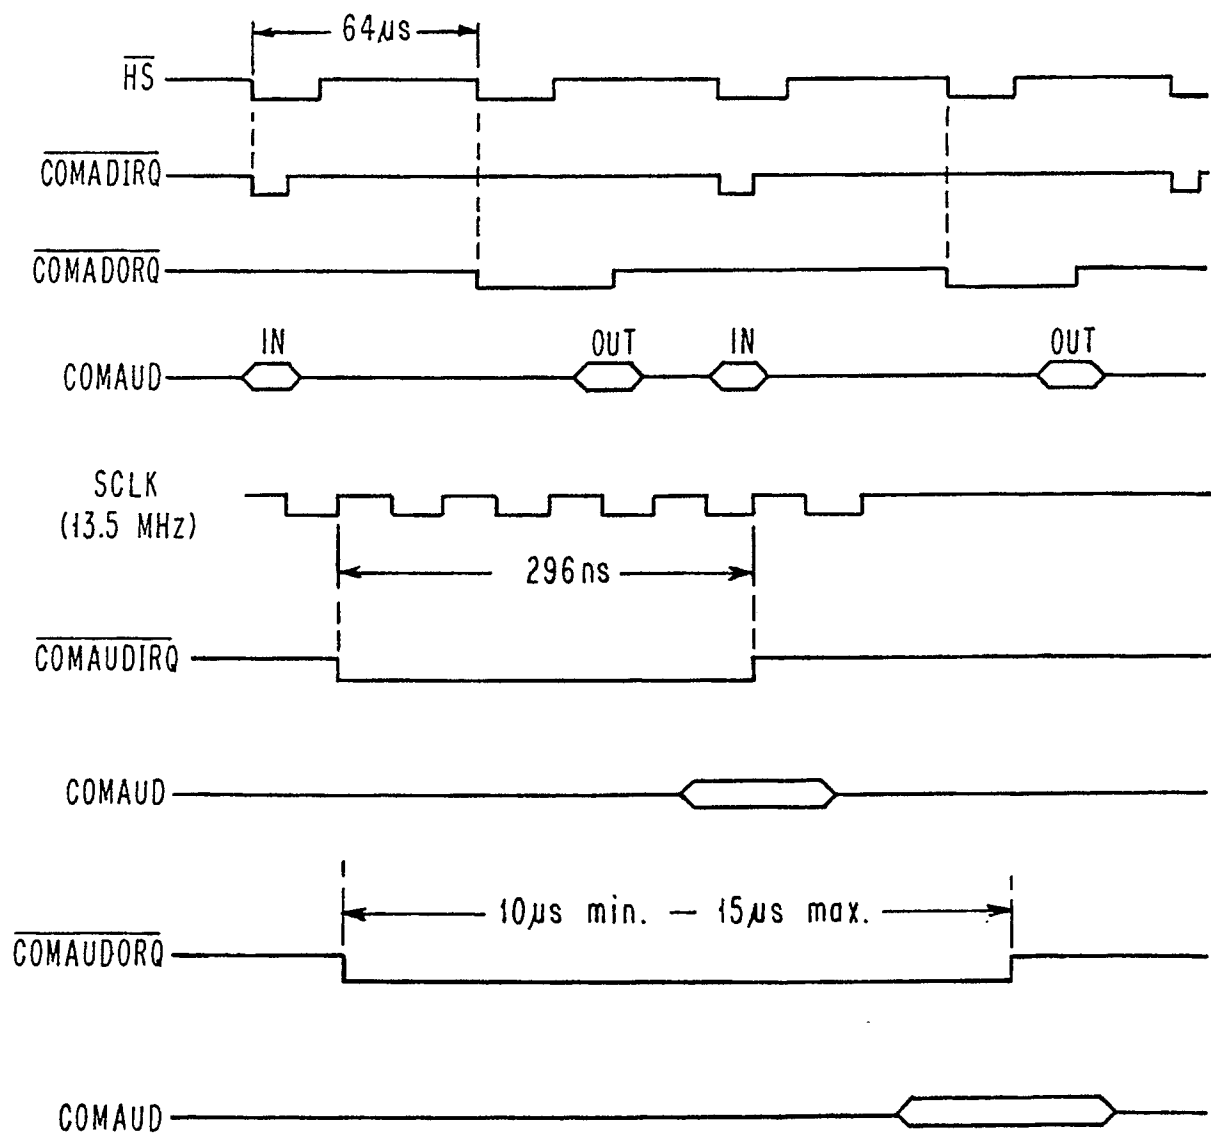 64μs
HS
COMADIRQ
COMADORQ
IN OUT IN OUT
COMAUD
SCLK
(13.5 MHz)
296ns
COMAUDIRQ
COMAUD
10μs min. — 15μs max.
COMAUDORQ
COMAUD